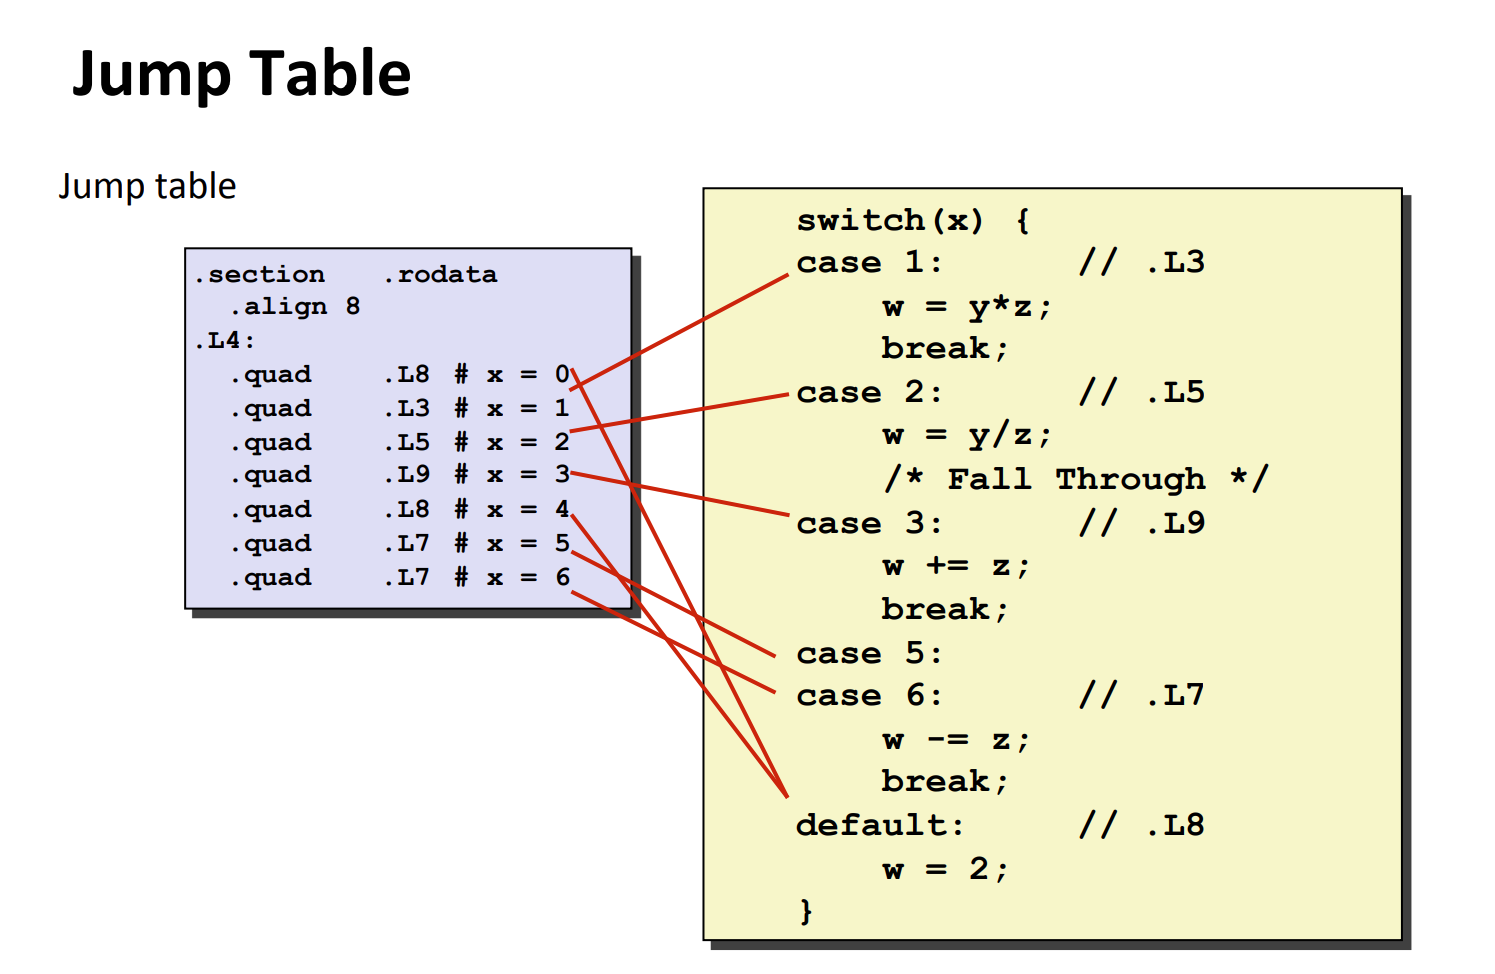 Jump Table
Jump table
.section    .rodata
  .align 8
.L4:
  .quad     .L8 # x = 0
  .quad     .L3 # x = 1
  .quad     .L5 # x = 2
  .quad     .L9 # x = 3
  .quad     .L8 # x = 4
  .quad     .L7 # x = 5
  .quad     .L7 # x = 6
switch(x) {
case 1:      // .L3
    w = y*z;
    break;
case 2:      // .L5
    w = y/z;
    /* Fall Through */
case 3:      // .L9
    w += z;
    break;
case 5:
case 6:      // .L7
    w -= z;
    break;
default:     // .L8
    w = 2;
}